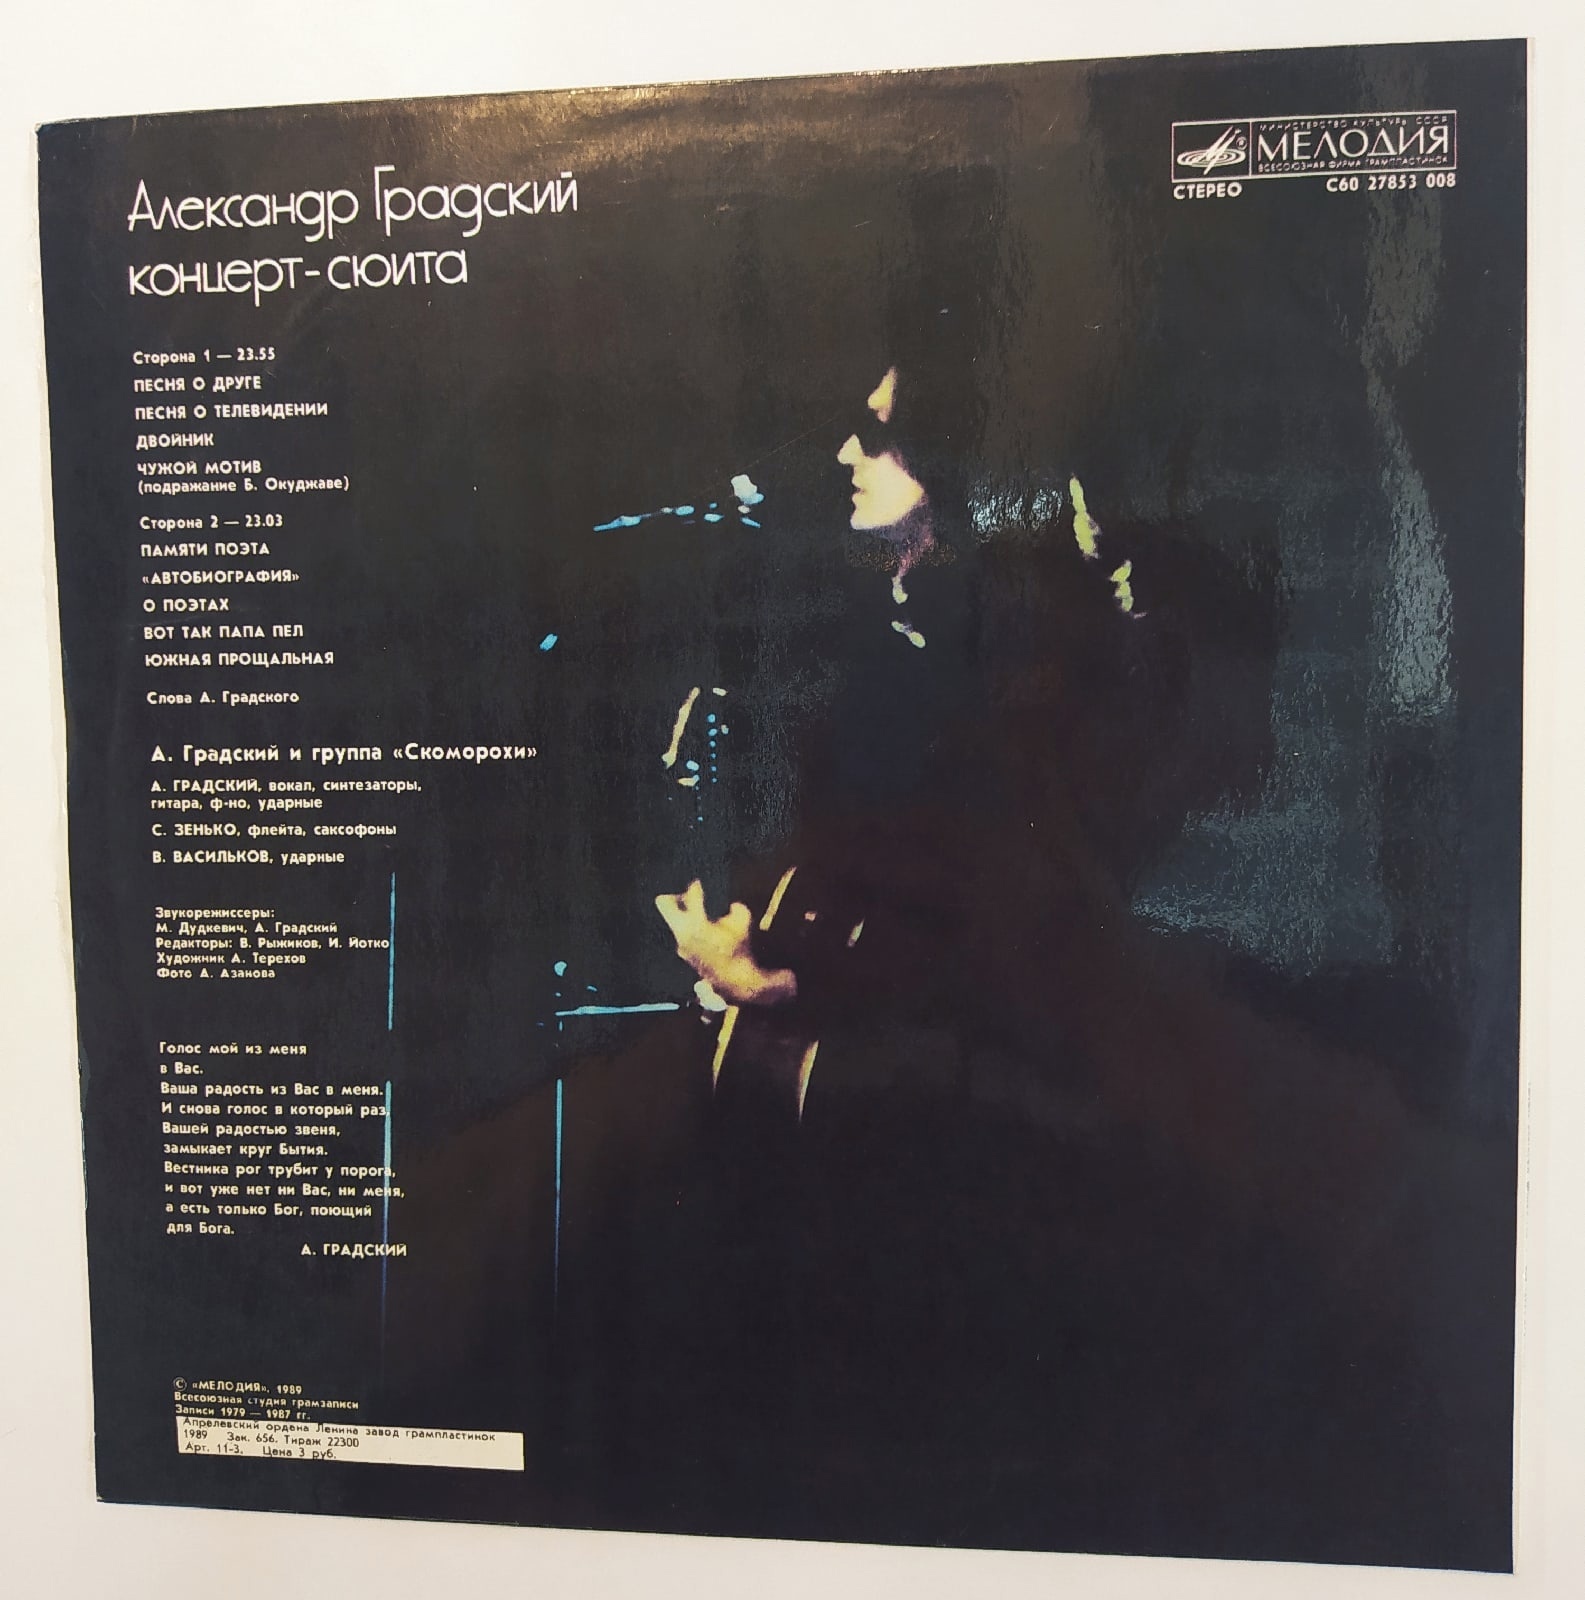 Александр Градский
концерт-сюита
МИНИСТЕРСТВО КУЛЬТУРЫ СССР
МЕЛОДИЯ
ВСЕСОЮЗНАЯ ФИРМА ГРАМПЛАСТИНОК
СТЕРЕО
С60 27853 008
Сторона 1 — 23.55
ПЕСНЯ О ДРУГЕ
ПЕСНЯ О ТЕЛЕВИДЕНИИ
ДВОЙНИК
ЧУЖОЙ МОТИВ
(подражание Б. Окуджаве)
Сторона 2 — 23.03
ПАМЯТИ ПОЭТА
«АВТОБИОГРАФИЯ»
О ПОЭТАХ
ВОТ ТАК ПАПА ПЕЛ
ЮЖНАЯ ПРОЩАЛЬНАЯ
Слова А. Градского
А. Градский и группа «Скоморохи»
А. ГРАДСКИЙ, вокал, синтезаторы,
гитара, ф-но, ударные
С. ЗЕНЬКО, флейта, саксофоны
В. ВАСИЛЬКОВ, ударные
Звукорежиссеры:
М. Дудкевич, А. Градский
Редакторы: В. Рыжиков, И. Йотко
Художник А. Терехов
Фото А. Азанова
Голос мой из меня
в Вас.
Ваша радость из Вас в меня.
И снова голос в который раз,
Вашей радостью звеня,
замыкает круг Бытия.
Вестника рог трубит у порога,
и вот уже нет ни Вас, ни меня,
а есть только Бог, поющий
для Бога.
А. ГРАДСКИЙ
© «МЕЛОДИЯ», 1989
Всесоюзная студия грамзаписи
Записи 1979 — 1987 гг.
Апрелевский ордена Ленина завод грампластинок
1989 Зак. 656. Тираж 22300
Арт. 11-3. Цена 3 руб.